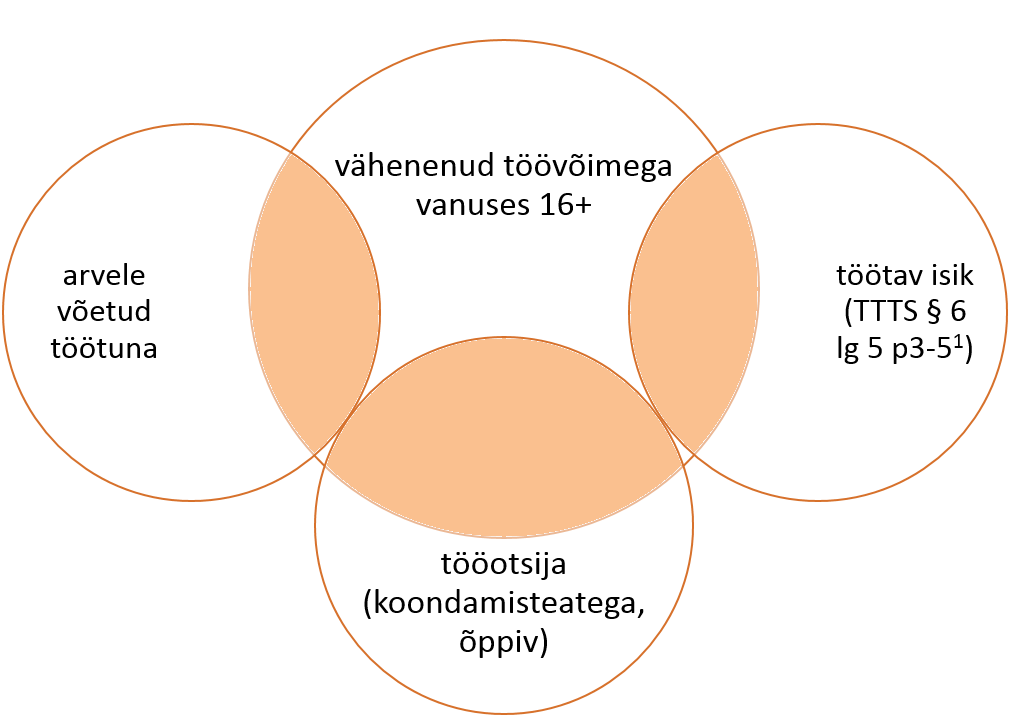 vähenenud töövõimega
vanuses 16+
arvele
võetud
töötuna
töötav isik
(TTTS § 6
lg 5 p3-5¹)
tööotsija
(koondamisteatega,
õppiv)